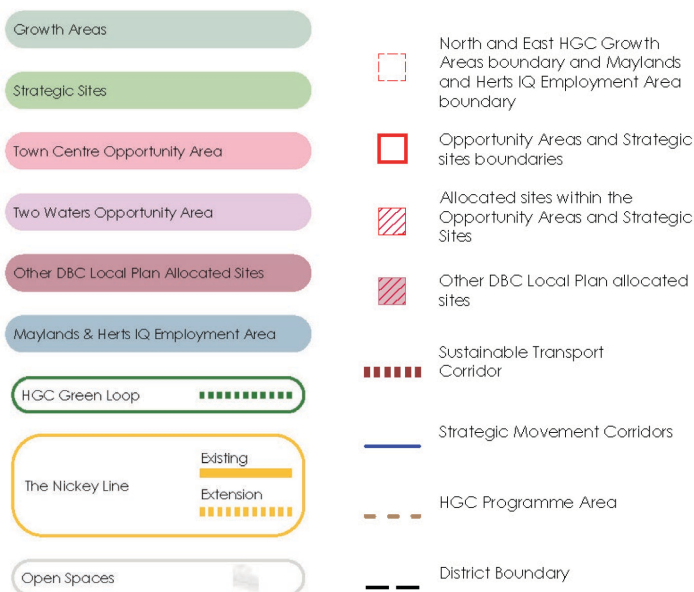 Growth Areas
Strategic Sites
Town Centre Opportunity Area
Two Waters Opportunity Area
Other DBC Local Plan Allocated Sites
Maylands & Herts IQ Employment Area
HGC Green Loop
The Nickey Line
Existing
Extension
Open Spaces
North and East HGC Growth
Areas boundary and Maylands
and Herts IQ Employment Area
boundary
Opportunity Areas and Strategic
sites boundaries
Allocated sites within the
Opportunity Areas and Strategic
Sites
Other DBC Local Plan allocated
sites
Sustainable Transport
Corridor
Strategic Movement Corridors
HGC Programme Area
District Boundary